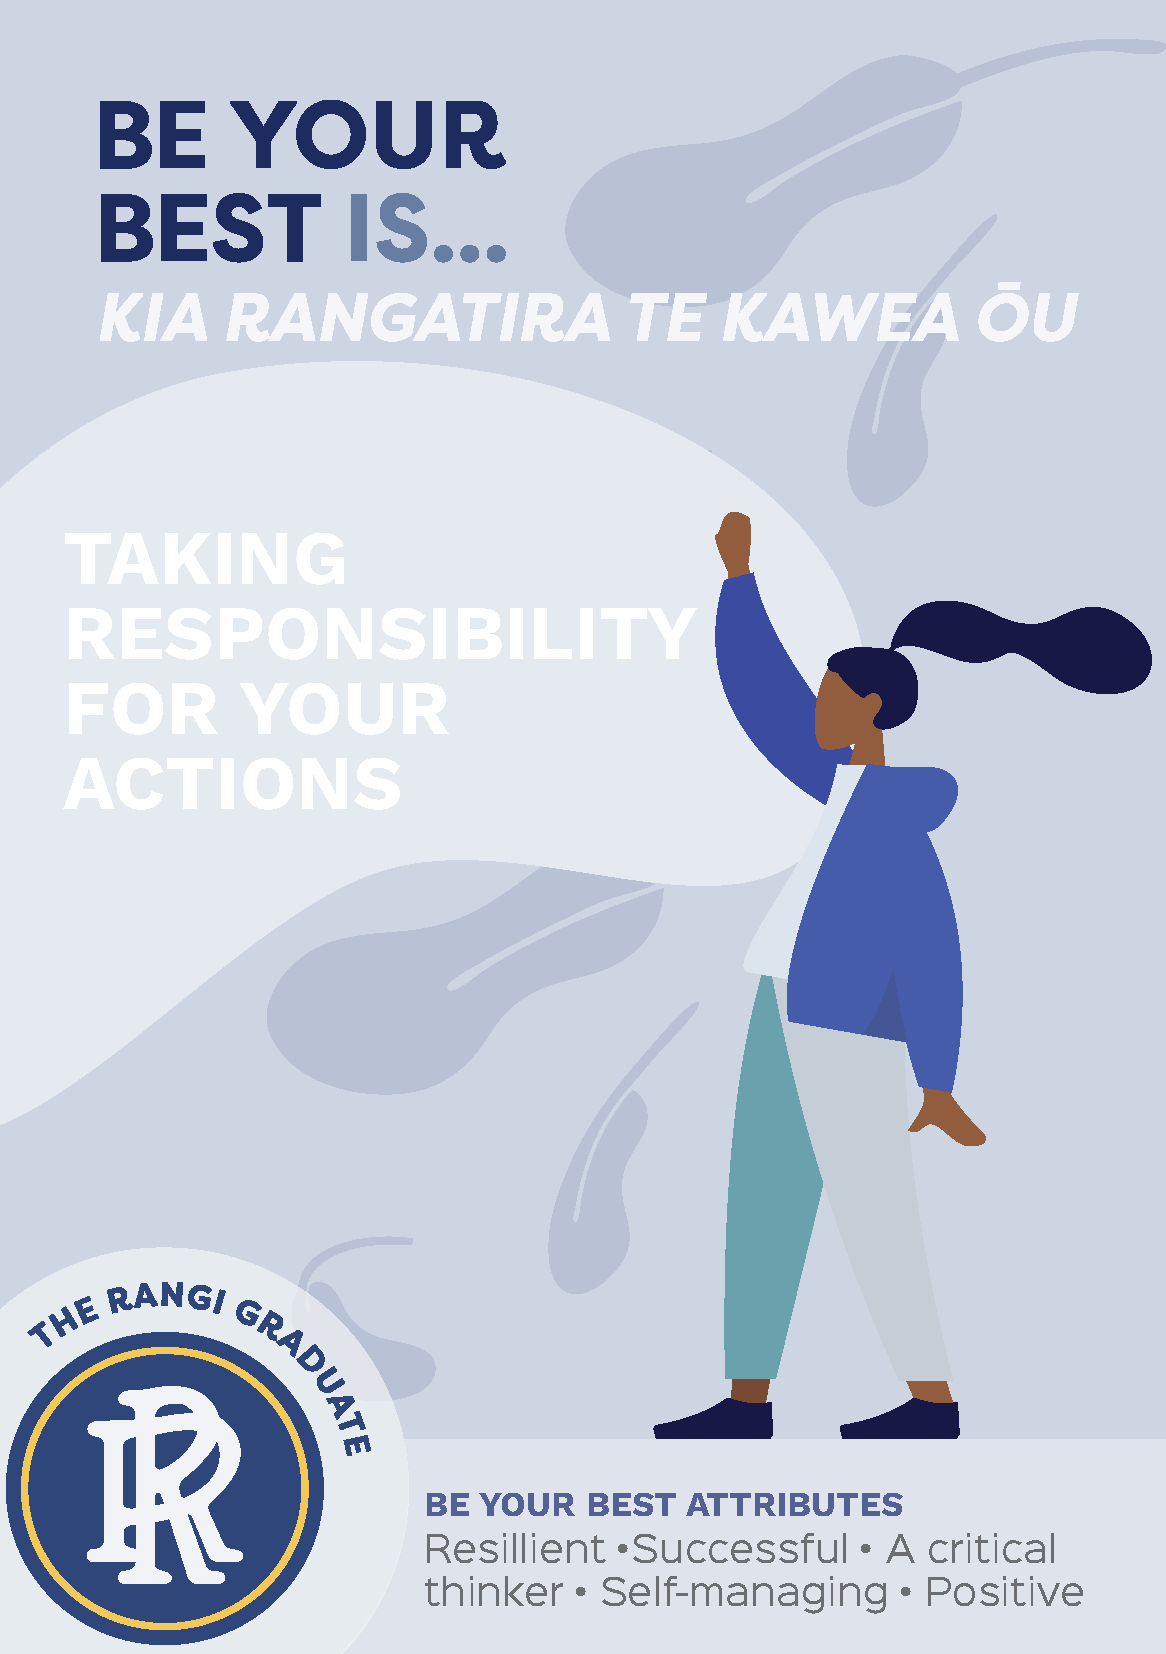 BE YOUR
BEST IS...
KIA RANGATIRA TE KAWEA ŌU
TAKING
RESPONSIBILITY
FOR YOUR
ACTIONS
THE RANGI GRADUATE
RR
BE YOUR BEST ATTRIBUTES
Resillient •Successful • A critical
thinker • Self-managing • Positive